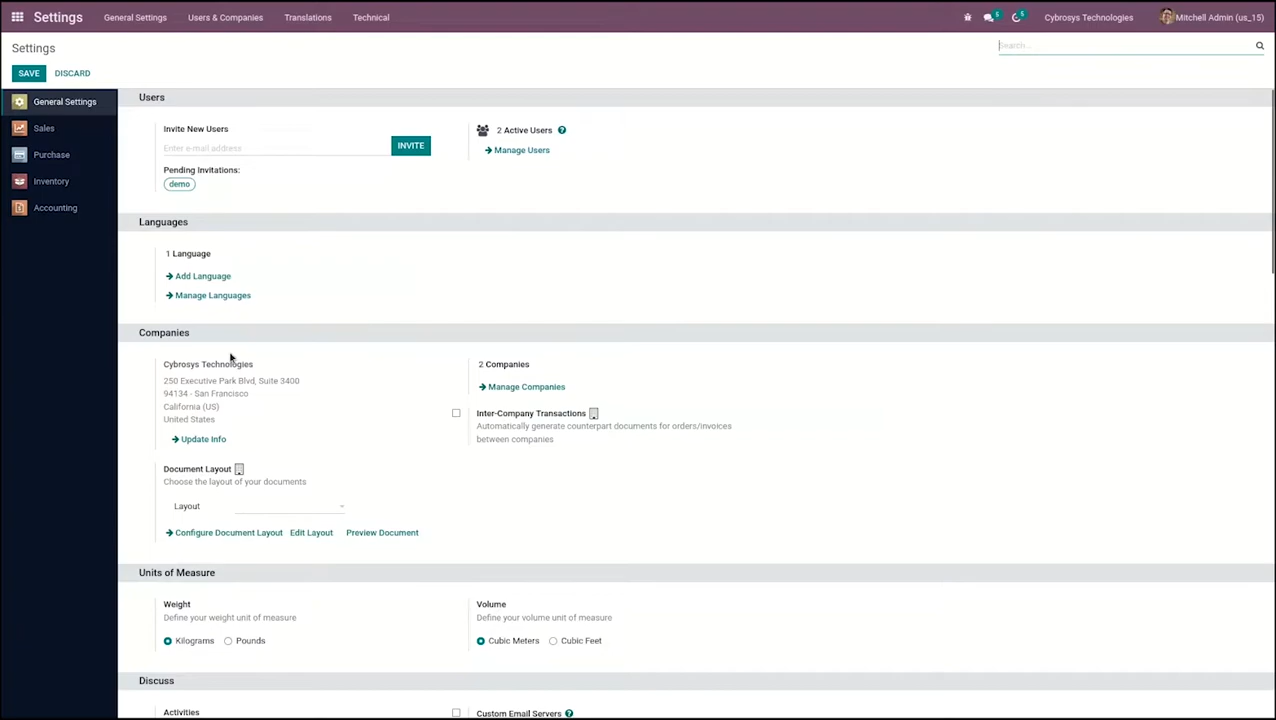 Settings General Settings Users & Companies Translations Technical 5 5 Cybrosys Technologies Mitchell Admin (us_15)
Settings Search...
SAVE DISCARD
General Settings
Sales
Purchase
Inventory
Accounting
Users
Invite New Users
Enter e-mail address INVITE
Pending Invitations:
demo
2 Active Users ?
Manage Users
Languages
1 Language
Add Language
Manage Languages
Companies
Cybrosys Technologies
250 Executive Park Blvd, Suite 3400
94134 - San Francisco
California (US)
United States
Update Info
2 Companies
Manage Companies
Inter-Company Transactions
Automatically generate counterpart documents for orders/invoices
between companies
Document Layout
Choose the layout of your documents
Layout
Configure Document Layout Edit Layout Preview Document
Units of Measure
Weight
Define your weight unit of measure
Kilograms Pounds
Volume
Define your volume unit of measure
Cubic Meters Cubic Feet
Discuss
Activities
Custom Email Servers ?